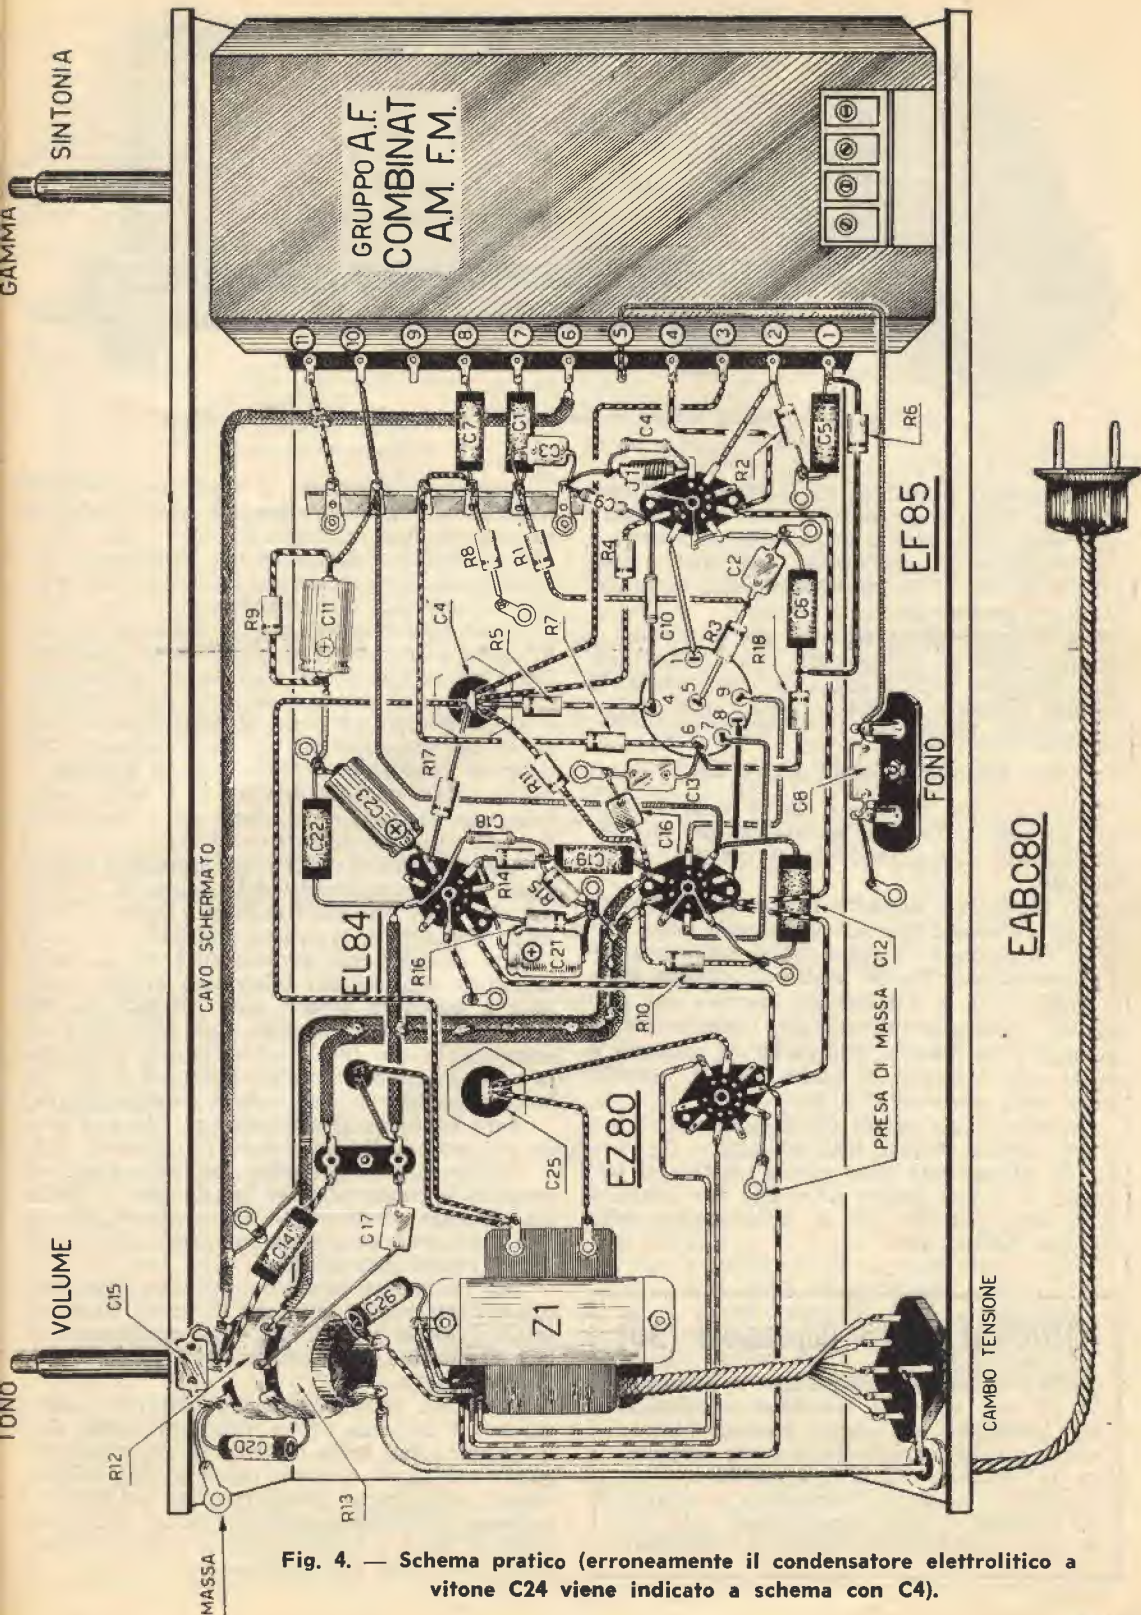 GAMMA
SINTONIA
GRUPPO A.F.
COMBINAT
A.M. F.M.
11
10
9
8
7
6
5
4
3
2
1
C7
C1
C3
C4
J1
R2
C5
R6
EF85
R9
C11
R8
R1
R4
C4
R5
R7
C10
R3
C2
C6
R18
1
4
5
6
7
8
9
R17
R11
C13
C16
C22
C23
C18
R14
C19
R15
C21
R16
EL84
CAVO SCHERMATO
R10
C12
C8
FONO
EABC80
PRESA DI MASSA
C25
EZ80
VOLUME
TONO
C15
C14
C17
C26
Z1
R12
C20
R13
MASSA
CAMBIO TENSIONE
Fig. 4. — Schema pratico (erroneamente il condensatore elettrolitico a
vitone C24 viene indicato a schema con C4).